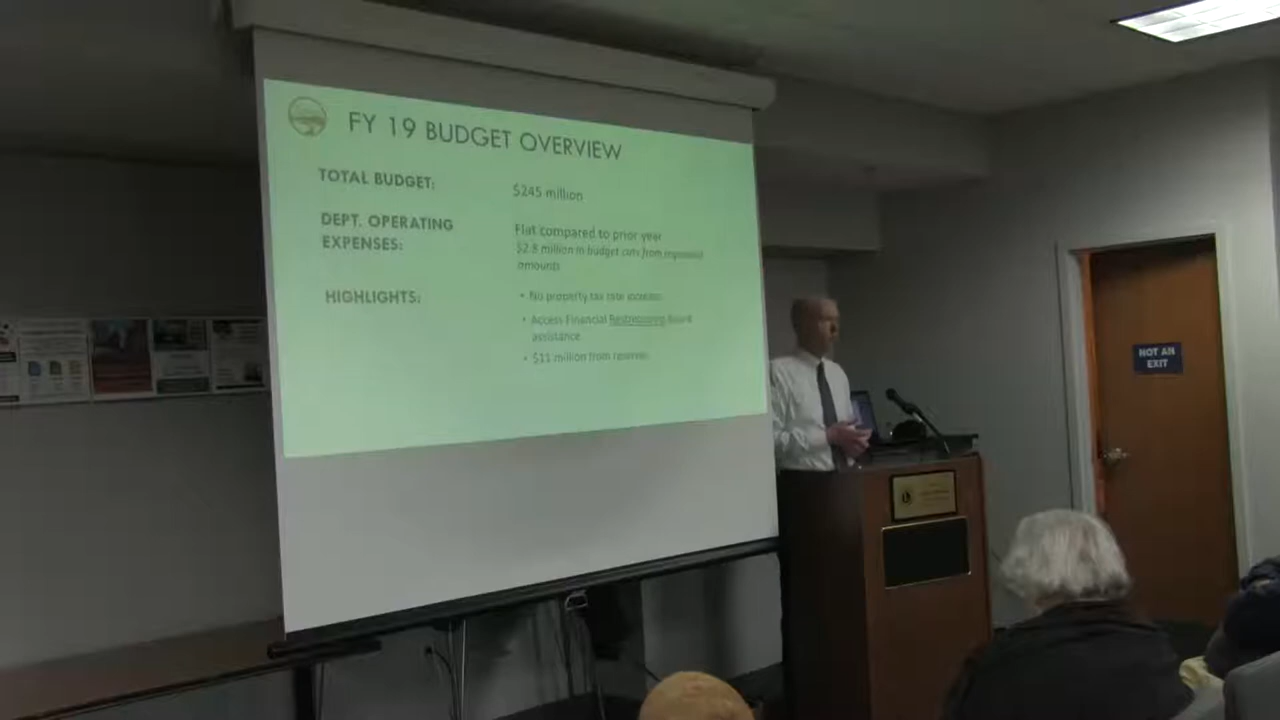 FY 19 BUDGET OVERVIEW
TOTAL BUDGET:
$245 million
DEPT. OPERATING
EXPENSES:
Flat compared to prior year
$2.8 million in budget cuts from requested
amounts
HIGHLIGHTS:
• No property tax rate increase
• Access Financial Restructuring Board
assistance
• $11 million from reserves
NOT AN
EXIT